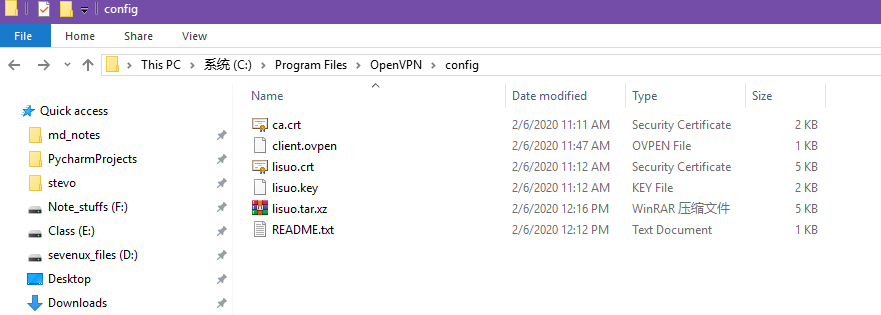 config
File Home Share View
This PC > 系统 (C:) > Program Files > OpenVPN > config
Name Date modified Type Size
Quick access
md_notes
PycharmProjects
stevo
Note_stuffs (F:)
Class (E:)
sevenux_files (D:)
Desktop
Downloads
ca.crt 2/6/2020 11:11 AM Security Certificate 2 KB
client.ovpen 2/6/2020 11:47 AM OVPEN File 1 KB
lisuo.crt 2/6/2020 11:12 AM Security Certificate 5 KB
lisuo.key 2/6/2020 11:12 AM KEY File 2 KB
lisuo.tar.xz 2/6/2020 12:16 PM WinRAR 压缩文件 5 KB
README.txt 2/6/2020 12:12 PM Text Document 1 KB